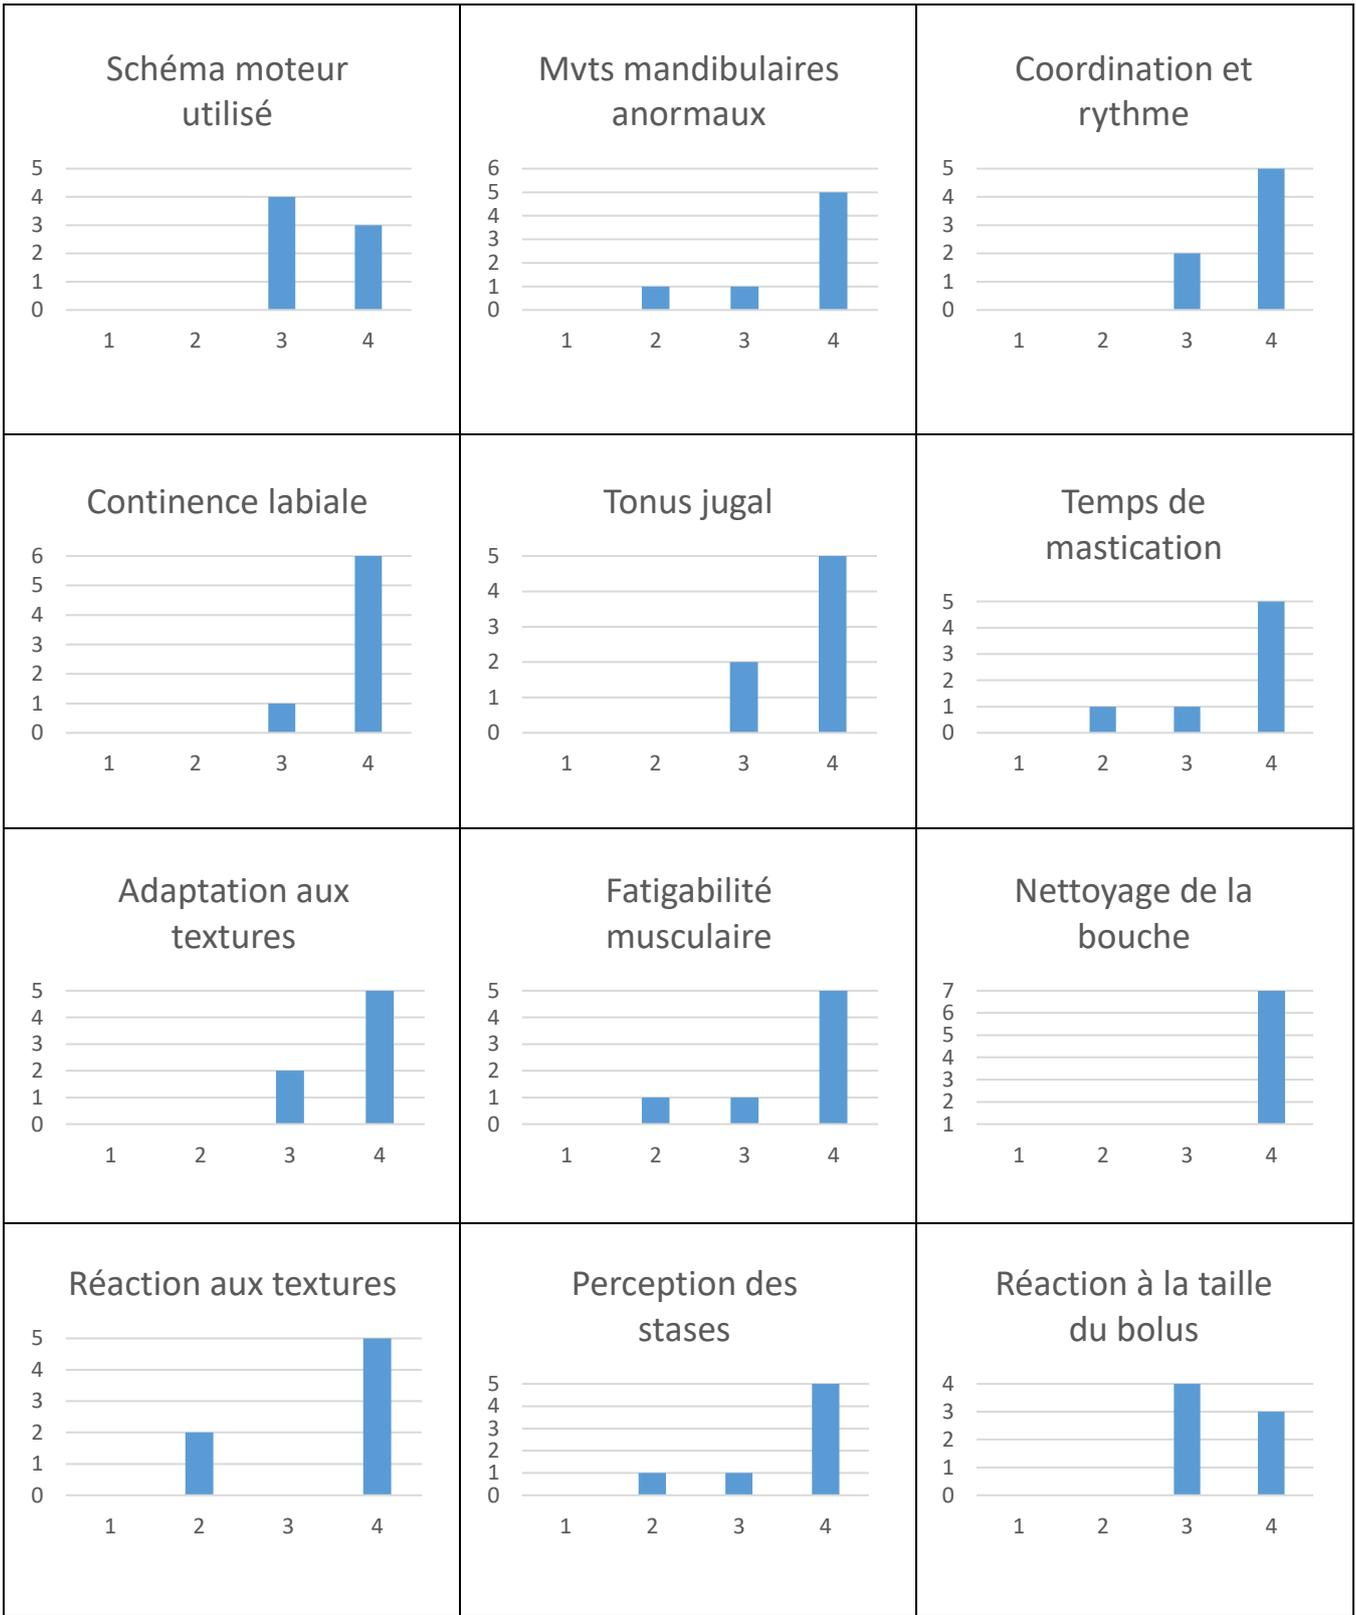 Schéma moteur
utilisé
5
4
3
2
1
0
1 2 3 4
Mvts mandibulaires
anormaux
6
5
4
3
2
1
0
1 2 3 4
Coordination et
rythme
5
4
3
2
1
0
1 2 3 4
Continence labiale
6
5
4
3
2
1
0
1 2 3 4
Tonus jugal
5
4
3
2
1
0
1 2 3 4
Temps de
mastication
5
4
3
2
1
0
1 2 3 4
Adaptation aux
textures
5
4
3
2
1
0
1 2 3 4
Fatigabilité
musculaire
5
4
3
2
1
0
1 2 3 4
Nettoyage de la
bouche
7
6
5
4
3
2
1
1 2 3 4
Réaction aux textures
5
4
3
2
1
0
1 2 3 4
Perception des
stases
5
4
3
2
1
0
1 2 3 4
Réaction à la taille
du bolus
4
3
2
1
0
1 2 3 4